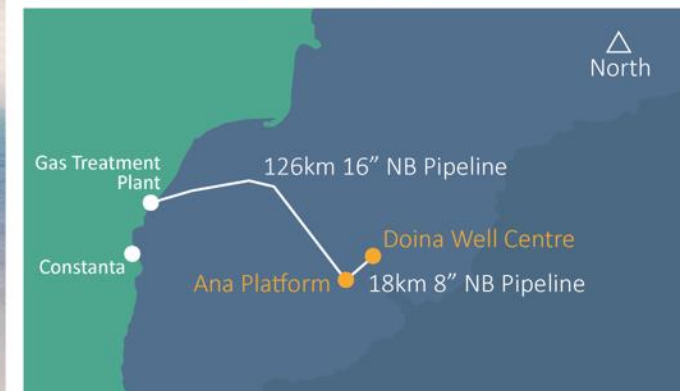 North
Gas Treatment
Plant
126km 16” NB Pipeline
Doina Well Centre
Constanta
Ana Platform
18km 8” NB Pipeline